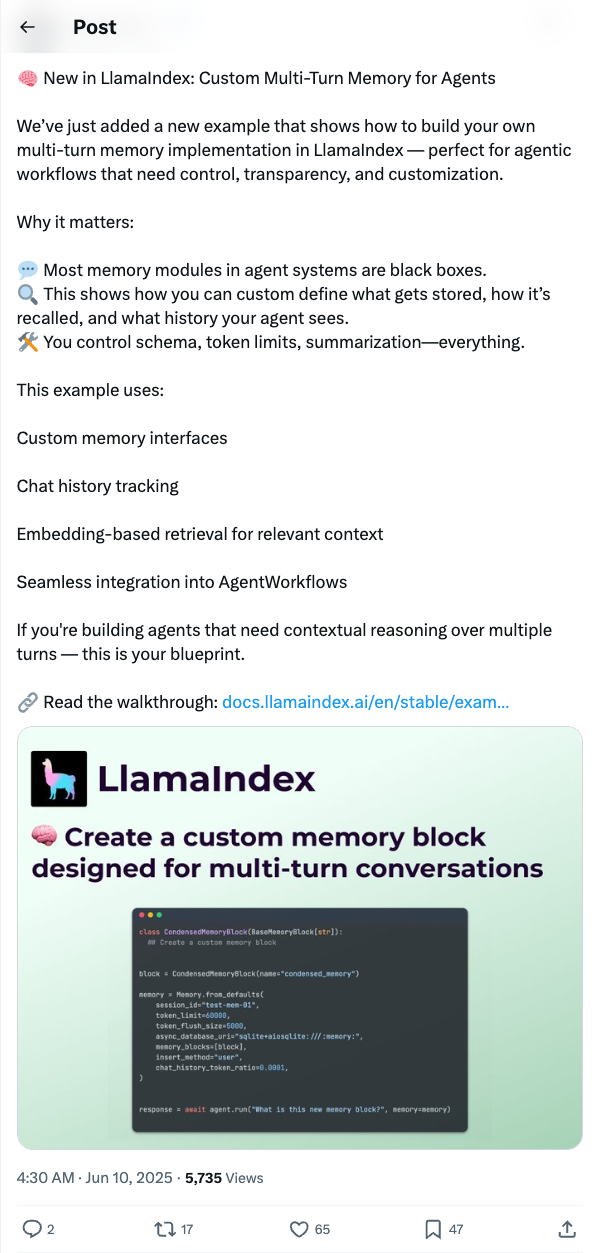 Post
🧠 New in LlamaIndex: Custom Multi-Turn Memory for Agents
We’ve just added a new example that shows how to build your own
multi-turn memory implementation in LlamaIndex — perfect for agentic
workflows that need control, transparency, and customization.
Why it matters:
💬 Most memory modules in agent systems are black boxes.
🔍 This shows how you can custom define what gets stored, how it’s
recalled, and what history your agent sees.
🛠️ You control schema, token limits, summarization—everything.
This example uses:
Custom memory interfaces
Chat history tracking
Embedding-based retrieval for relevant context
Seamless integration into AgentWorkflows
If you're building agents that need contextual reasoning over multiple
turns — this is your blueprint.
🔗 Read the walkthrough: docs.llamaindex.ai/en/stable/exam...
LlamaIndex
🧠 Create a custom memory block
designed for multi-turn conversations
class CondensedMemoryBlock(BaseMemoryBlock[str]):
## Create a custom memory block
block = CondensedMemoryBlock(name="condensed_memory")
memory = Memory.from_defaults(
session_id="test-mem-01",
token_limit=60000,
token_flush_size=5000,
async_database_uri="sqlite+aiosqlite:///:memory:",
memory_blocks=[block],
insert_method="user",
chat_history_token_ratio=0.0001,
)
response = await agent.run("What is this new memory block?", memory=memory)
4:30 AM · Jun 10, 2025 · 5,735 Views
2 17 65 47